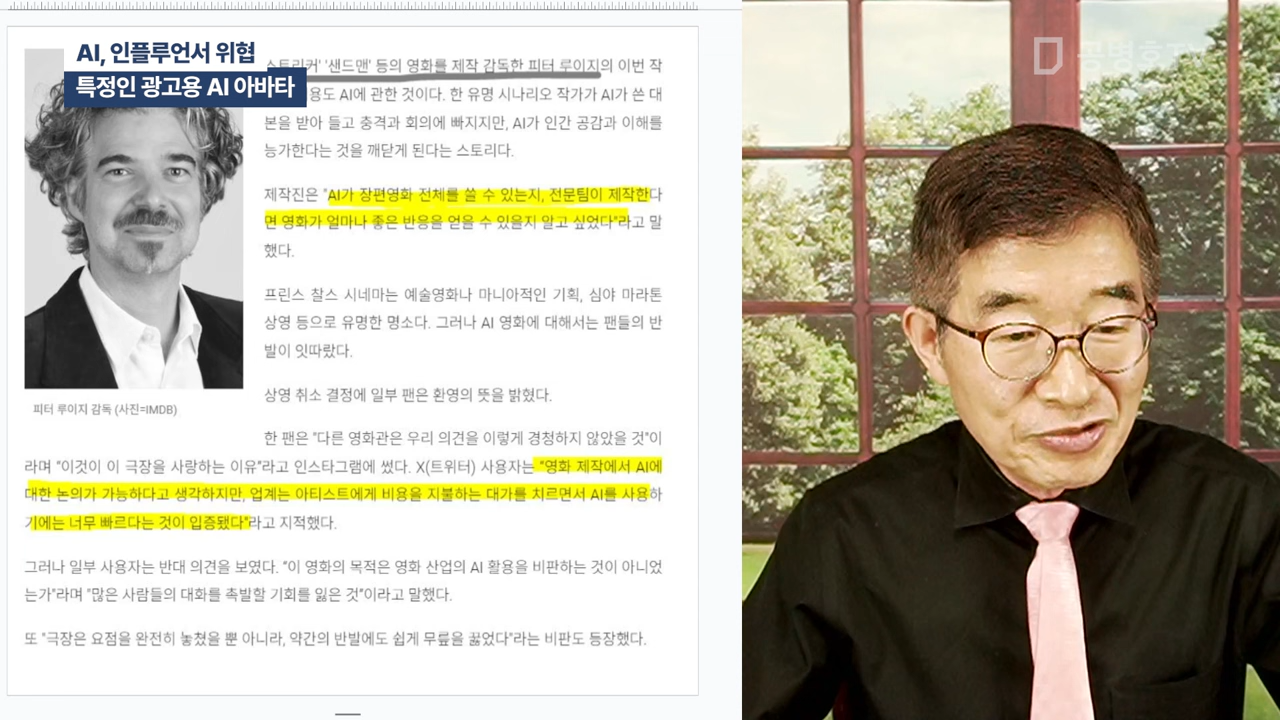 AI, 인플루언서 위협
특정인 광고용 AI 아바타
스토리커' '샌드맨' 등의 영화를 제작 감독한 피터 루이지의 이번 작
용도 AI에 관한 것이다. 한 유명 시나리오 작가가 AI가 쓴 대
본을 받아 들고 충격과 회의에 빠지지만, AI가 인간 공감과 이해를
능가한다는 것을 깨닫게 된다는 스토리다.
제작진은 "AI가 장편영화 전체를 쓸 수 있는지, 전문팀이 제작한다
면 영화가 얼마나 좋은 반응을 얻을 수 있을지 알고 싶었다"라고 말
했다.
프린스 찰스 시네마는 예술영화나 마니아적인 기획, 심야 마라톤
상영 등으로 유명한 명소다. 그러나 AI 영화에 대해서는 팬들의 반
발이 잇따랐다.
상영 취소 결정에 일부 팬은 환영의 뜻을 밝혔다.
피터 루이지 감독 (사진=IMDB)
한 팬은 "다른 영화관은 우리 의견을 이렇게 경청하지 않았을 것"이
라며 "이것이 이 극장을 사랑하는 이유"라고 인스타그램에 썼다. X(트위터) 사용자는 "영화 제작에서 AI에
대한 논의가 가능하다고 생각하지만, 업계는 아티스트에게 비용을 지불하는 대가를 치르면서 AI를 사용하
기에는 너무 빠르다는 것이 입증됐다"라고 지적했다.
그러나 일부 사용자는 반대 의견을 보였다. "이 영화의 목적은 영화 산업의 AI 활용을 비판하는 것이 아니었
는가"라며 "많은 사람들의 대화를 촉발할 기회를 잃은 것"이라고 말했다.
또 "극장은 요점을 완전히 놓쳤을 뿐 아니라, 약간의 반발에도 쉽게 무릎을 꿇었다"라는 비판도 등장했다.